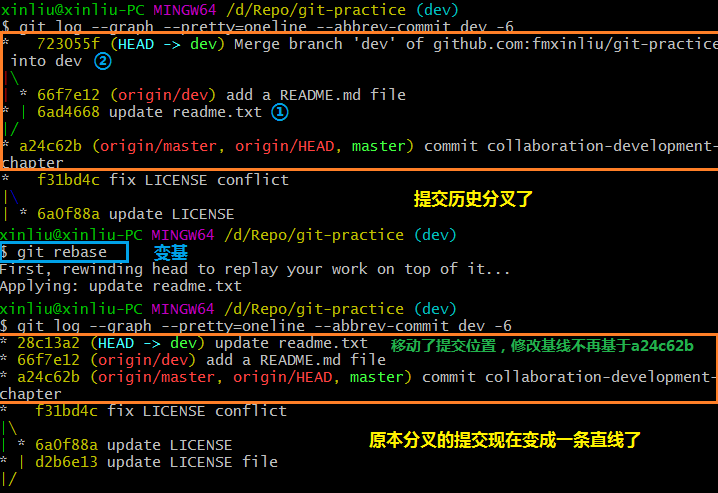 xinliu@xinliu-PC MINGW64 /d/Repo/git-practice (dev)
$ git log --graph --pretty=oneline --abbrev-commit dev -6
*   723055f (HEAD -> dev) Merge branch 'dev' of github.com:fmxinliu/git-practice
into dev ②
|\
| * 66f7e12 (origin/dev) add a README.md file
* | 6ad4668 update readme.txt ①
|/
* a24c62b (origin/master, origin/HEAD, master) commit collaboration-development-
chapter
*   f31bd4c fix LICENSE conflict
|\ 提交历史分叉了
| * 6a0f88a update LICENSE
xinliu@xinliu-PC MINGW64 /d/Repo/git-practice (dev)
$ git rebase 变基
First, rewinding head to replay your work on top of it...
Applying: update readme.txt
xinliu@xinliu-PC MINGW64 /d/Repo/git-practice (dev)
$ git log --graph --pretty=oneline --abbrev-commit dev -6
* 28c13a2 (HEAD -> dev) update readme.txt 移动了提交位置，修改基线不再基于a24c62b
* 66f7e12 (origin/dev) add a README.md file
* a24c62b (origin/master, origin/HEAD, master) commit collaboration-development-
chapter
*   f31bd4c fix LICENSE conflict
|\
| * 6a0f88a update LICENSE 原本分叉的提交现在变成一条直线了
* | d2b6e13 update LICENSE file
|/